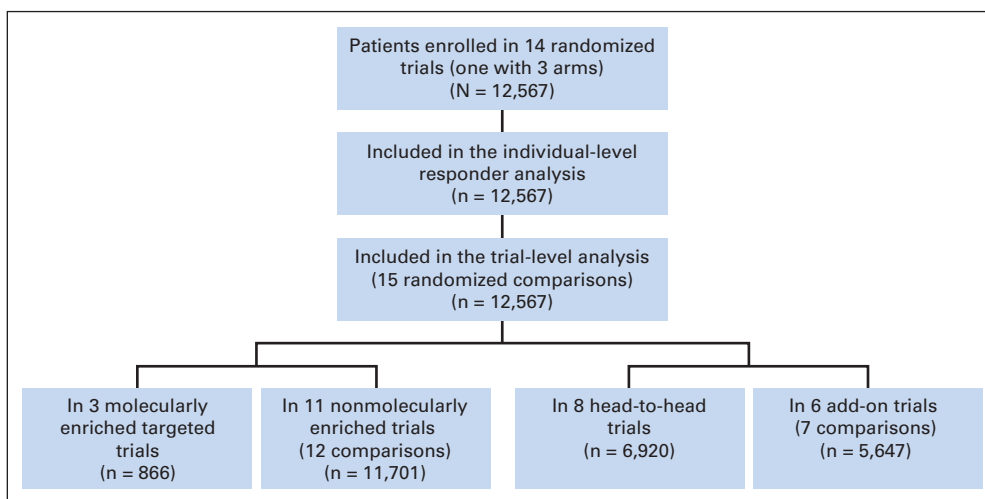 Patients enrolled in 14 randomized
trials (one with 3 arms)
(N = 12,567)
Included in the individual-level
responder analysis
(n = 12,567)
Included in the trial-level analysis
(15 randomized comparisons)
(n = 12,567)
In 3 molecularly
enriched targeted
trials
(n = 866)
In 11 nonmolecularly
enriched trials
(12 comparisons)
(n = 11,701)
In 8 head-to-head
trials
(n = 6,920)
In 6 add-on trials
(7 comparisons)
(n = 5,647)